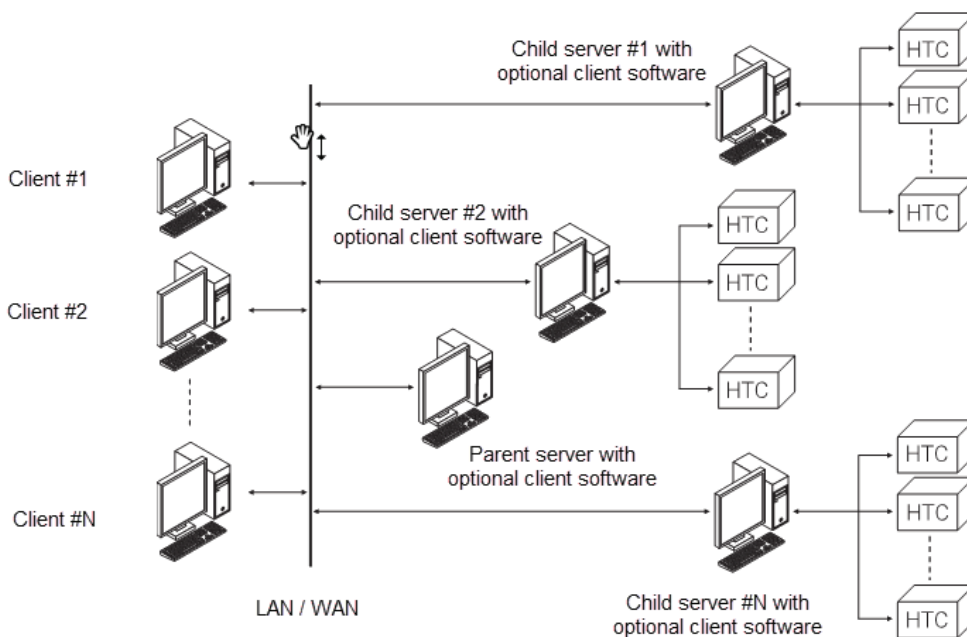 Child server #1 with
optional client software
HTC
HTC
HTC
Client #1
Child server #2 with
optional client software
HTC
HTC
HTC
Client #2
Parent server with
optional client software
HTC
HTC
HTC
Client #N
LAN / WAN
Child server #N with
optional client software